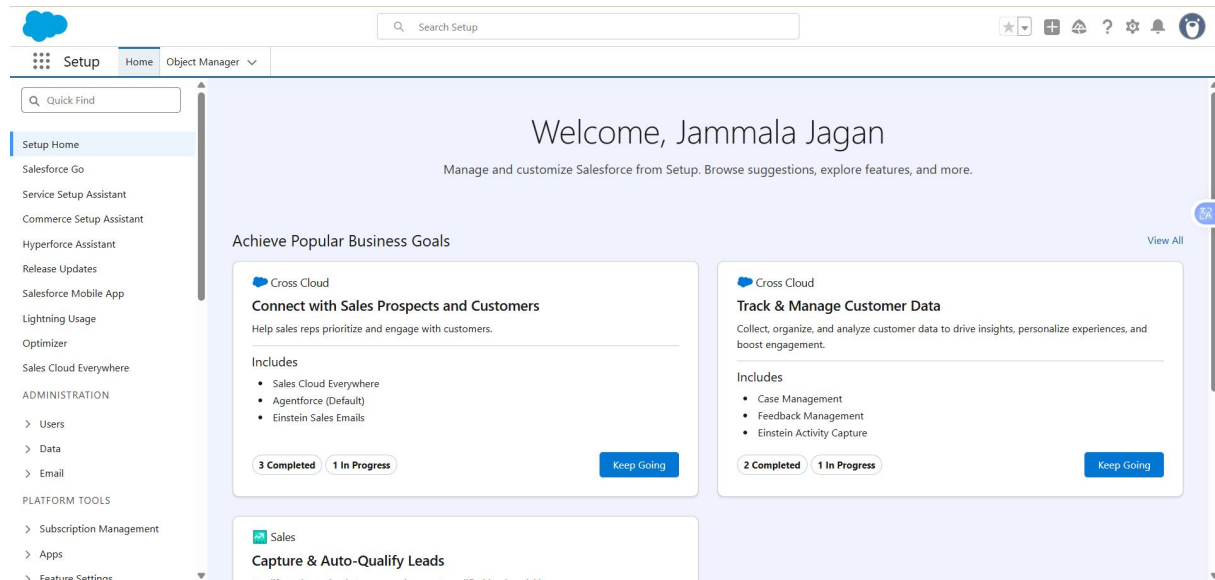 Search Setup
Setup
Home
Object Manager
Quick Find
Setup Home
Salesforce Go
Service Setup Assistant
Commerce Setup Assistant
Hyperforce Assistant
Release Updates
Salesforce Mobile App
Lightning Usage
Optimizer
Sales Cloud Everywhere
ADMINISTRATION
Users
Data
Email
PLATFORM TOOLS
Subscription Management
Apps
Feature Settings
Welcome, Jammala Jagan
Manage and customize Salesforce from Setup. Browse suggestions, explore features, and more.
Achieve Popular Business Goals
View All
Cross Cloud
Connect with Sales Prospects and Customers
Help sales reps prioritize and engage with customers.
Includes
• Sales Cloud Everywhere
• Agentforce (Default)
• Einstein Sales Emails
3 Completed
1 In Progress
Keep Going
Cross Cloud
Track & Manage Customer Data
Collect, organize, and analyze customer data to drive insights, personalize experiences, and
boost engagement.
Includes
• Case Management
• Feedback Management
• Einstein Activity Capture
2 Completed
1 In Progress
Keep Going
Sales
Capture & Auto-Qualify Leads